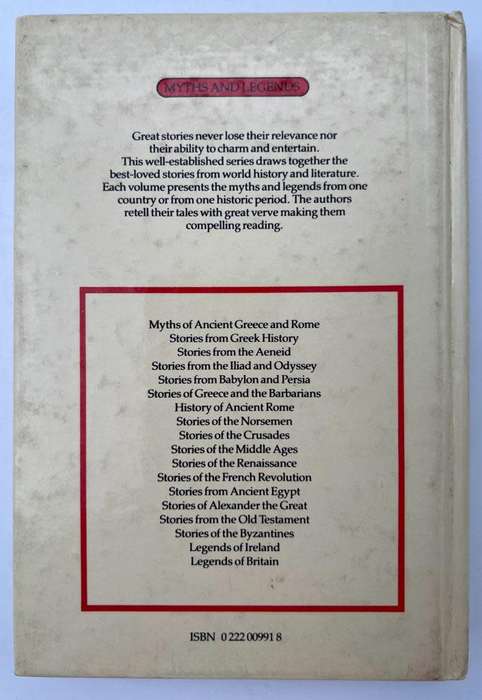 MYTHS AND LEGENDS
Great stories never lose their relevance nor
their ability to charm and entertain.
This well-established series draws together the
best-loved stories from world history and literature.
Each volume presents the myths and legends from one
country or from one historic period. The authors
retell their tales with great verve making them
compelling reading.
Myths of Ancient Greece and Rome
Stories from Greek History
Stories from the Aeneid
Stories from the Iliad and Odyssey
Stories from Babylon and Persia
Stories of Greece and the Barbarians
History of Ancient Rome
Stories of the Norsemen
Stories of the Crusades
Stories of the Middle Ages
Stories of the Renaissance
Stories of the French Revolution
Stories from Ancient Egypt
Stories of Alexander the Great
Stories from the Old Testament
Stories of the Byzantines
Legends of Ireland
Legends of Britain
ISBN 0 222 00991 8